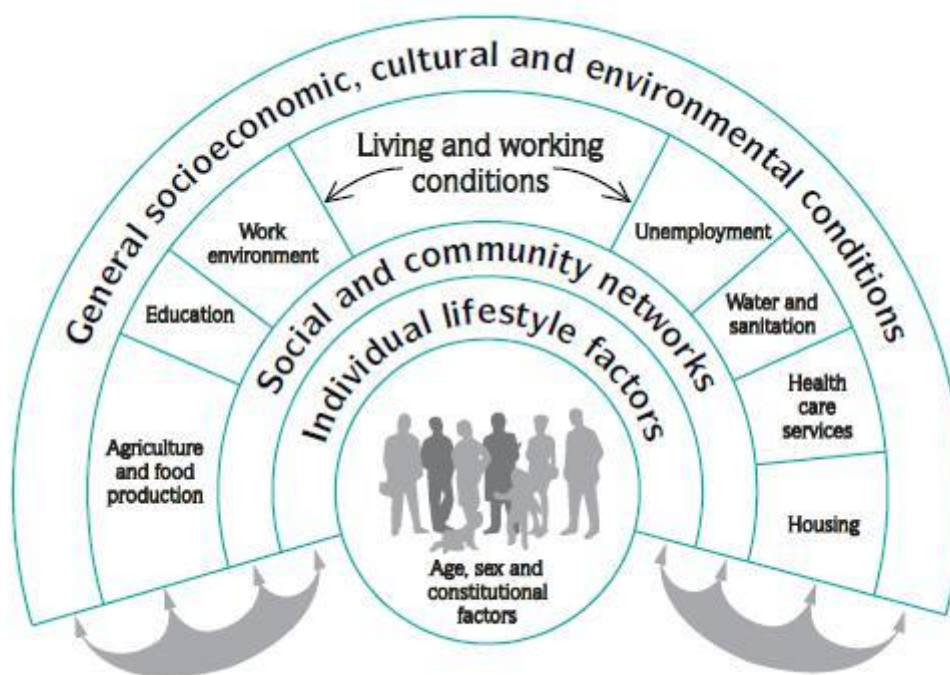 General socioeconomic, cultural and environmental conditions
Living and working
conditions
Work
environment
Unemployment
Education
Water and
sanitation
Agriculture
and food
production
Health
care
services
Housing
Social and community networks
Individual lifestyle factors
Age, sex and
constitutional
factors